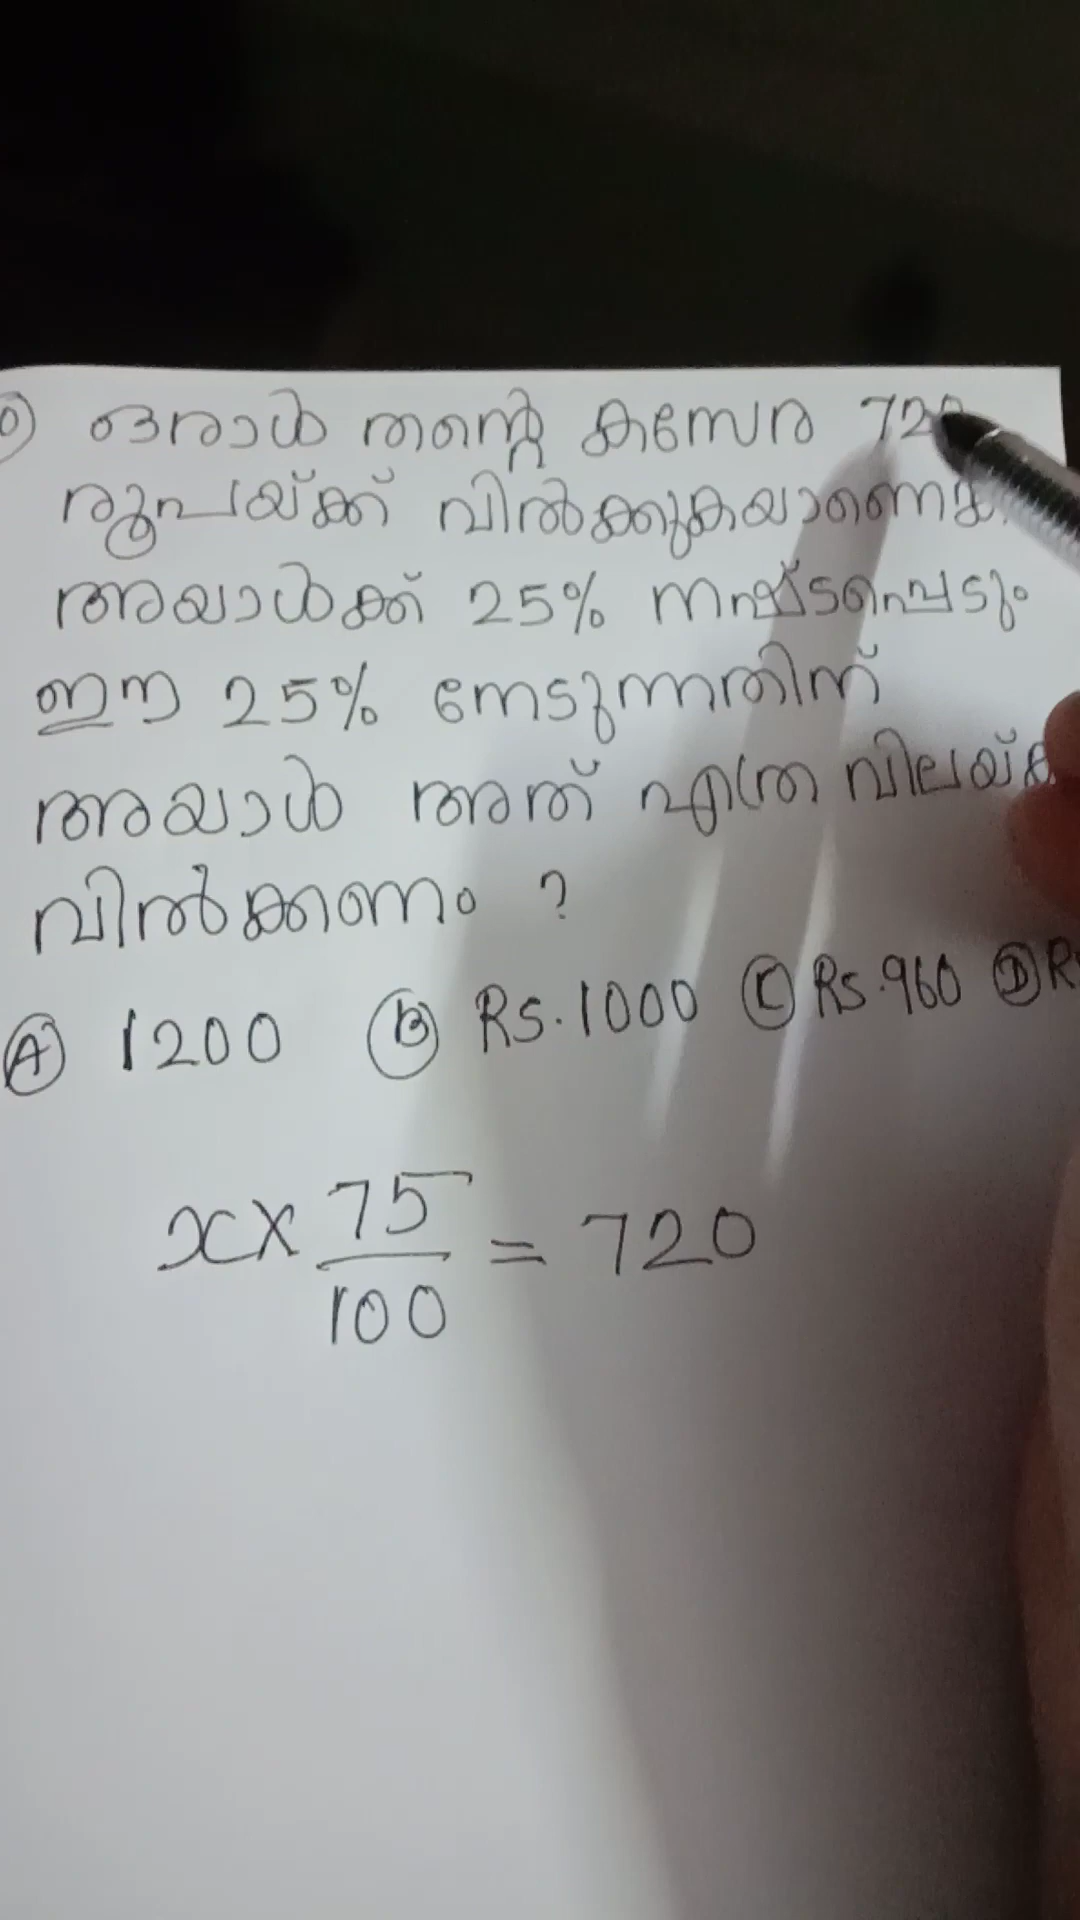 ഒരാൾ തന്റെ കസേര 720
രൂപയ്ക്ക് വിൽക്കുകയാണെ
അയാൾക്ക് 25% നഷ്ടപ്പെടും
ഈ 25% നേടുന്നതിന്
അയാൾ അത് എത്ര വിലയ്ക
വിൽക്കണം ?
Ⓐ 1200 Ⓑ Rs.1000 Ⓒ Rs.960 Ⓓ R
x × 75/100 = 720